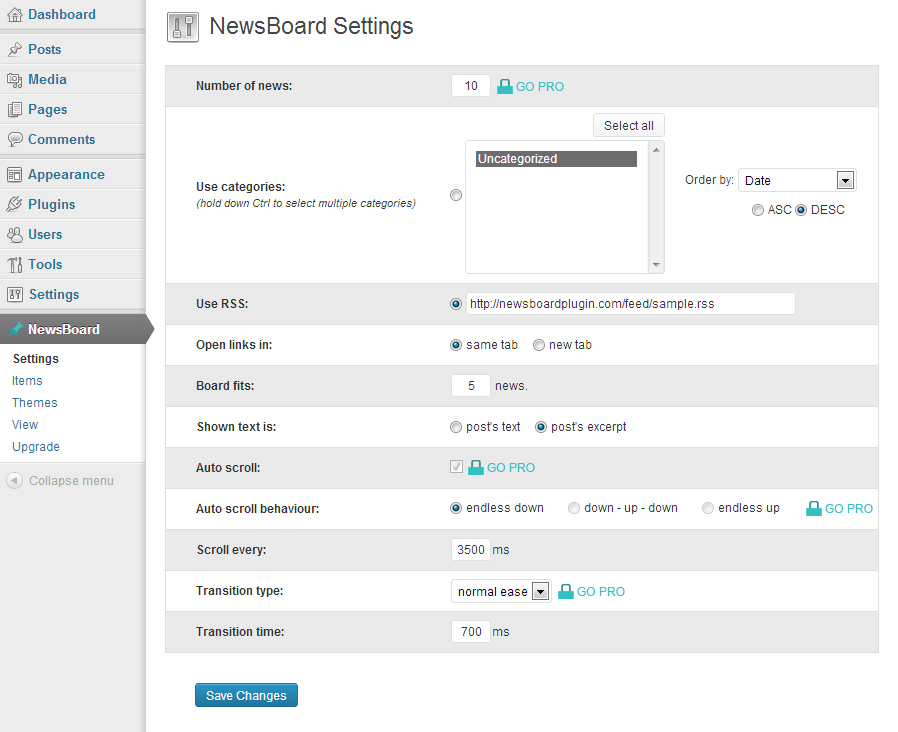 Dashboard
Posts
Media
Pages
Comments
Appearance
Plugins
Users
Tools
Settings
NewsBoard
Settings
Items
Themes
View
Upgrade
Collapse menu
NewsBoard Settings
Number of news: 10 GO PRO
Select all
Use categories:
(hold down Ctrl to select multiple categories)
Uncategorized
Order by: Date
ASC DESC
Use RSS: http://newsboardplugin.com/feed/sample.rss
Open links in: same tab new tab
Board fits: 5 news.
Shown text is: post's text post's excerpt
Auto scroll: GO PRO
Auto scroll behaviour: endless down down - up - down endless up GO PRO
Scroll every: 3500 ms
Transition type: normal ease GO PRO
Transition time: 700 ms
Save Changes